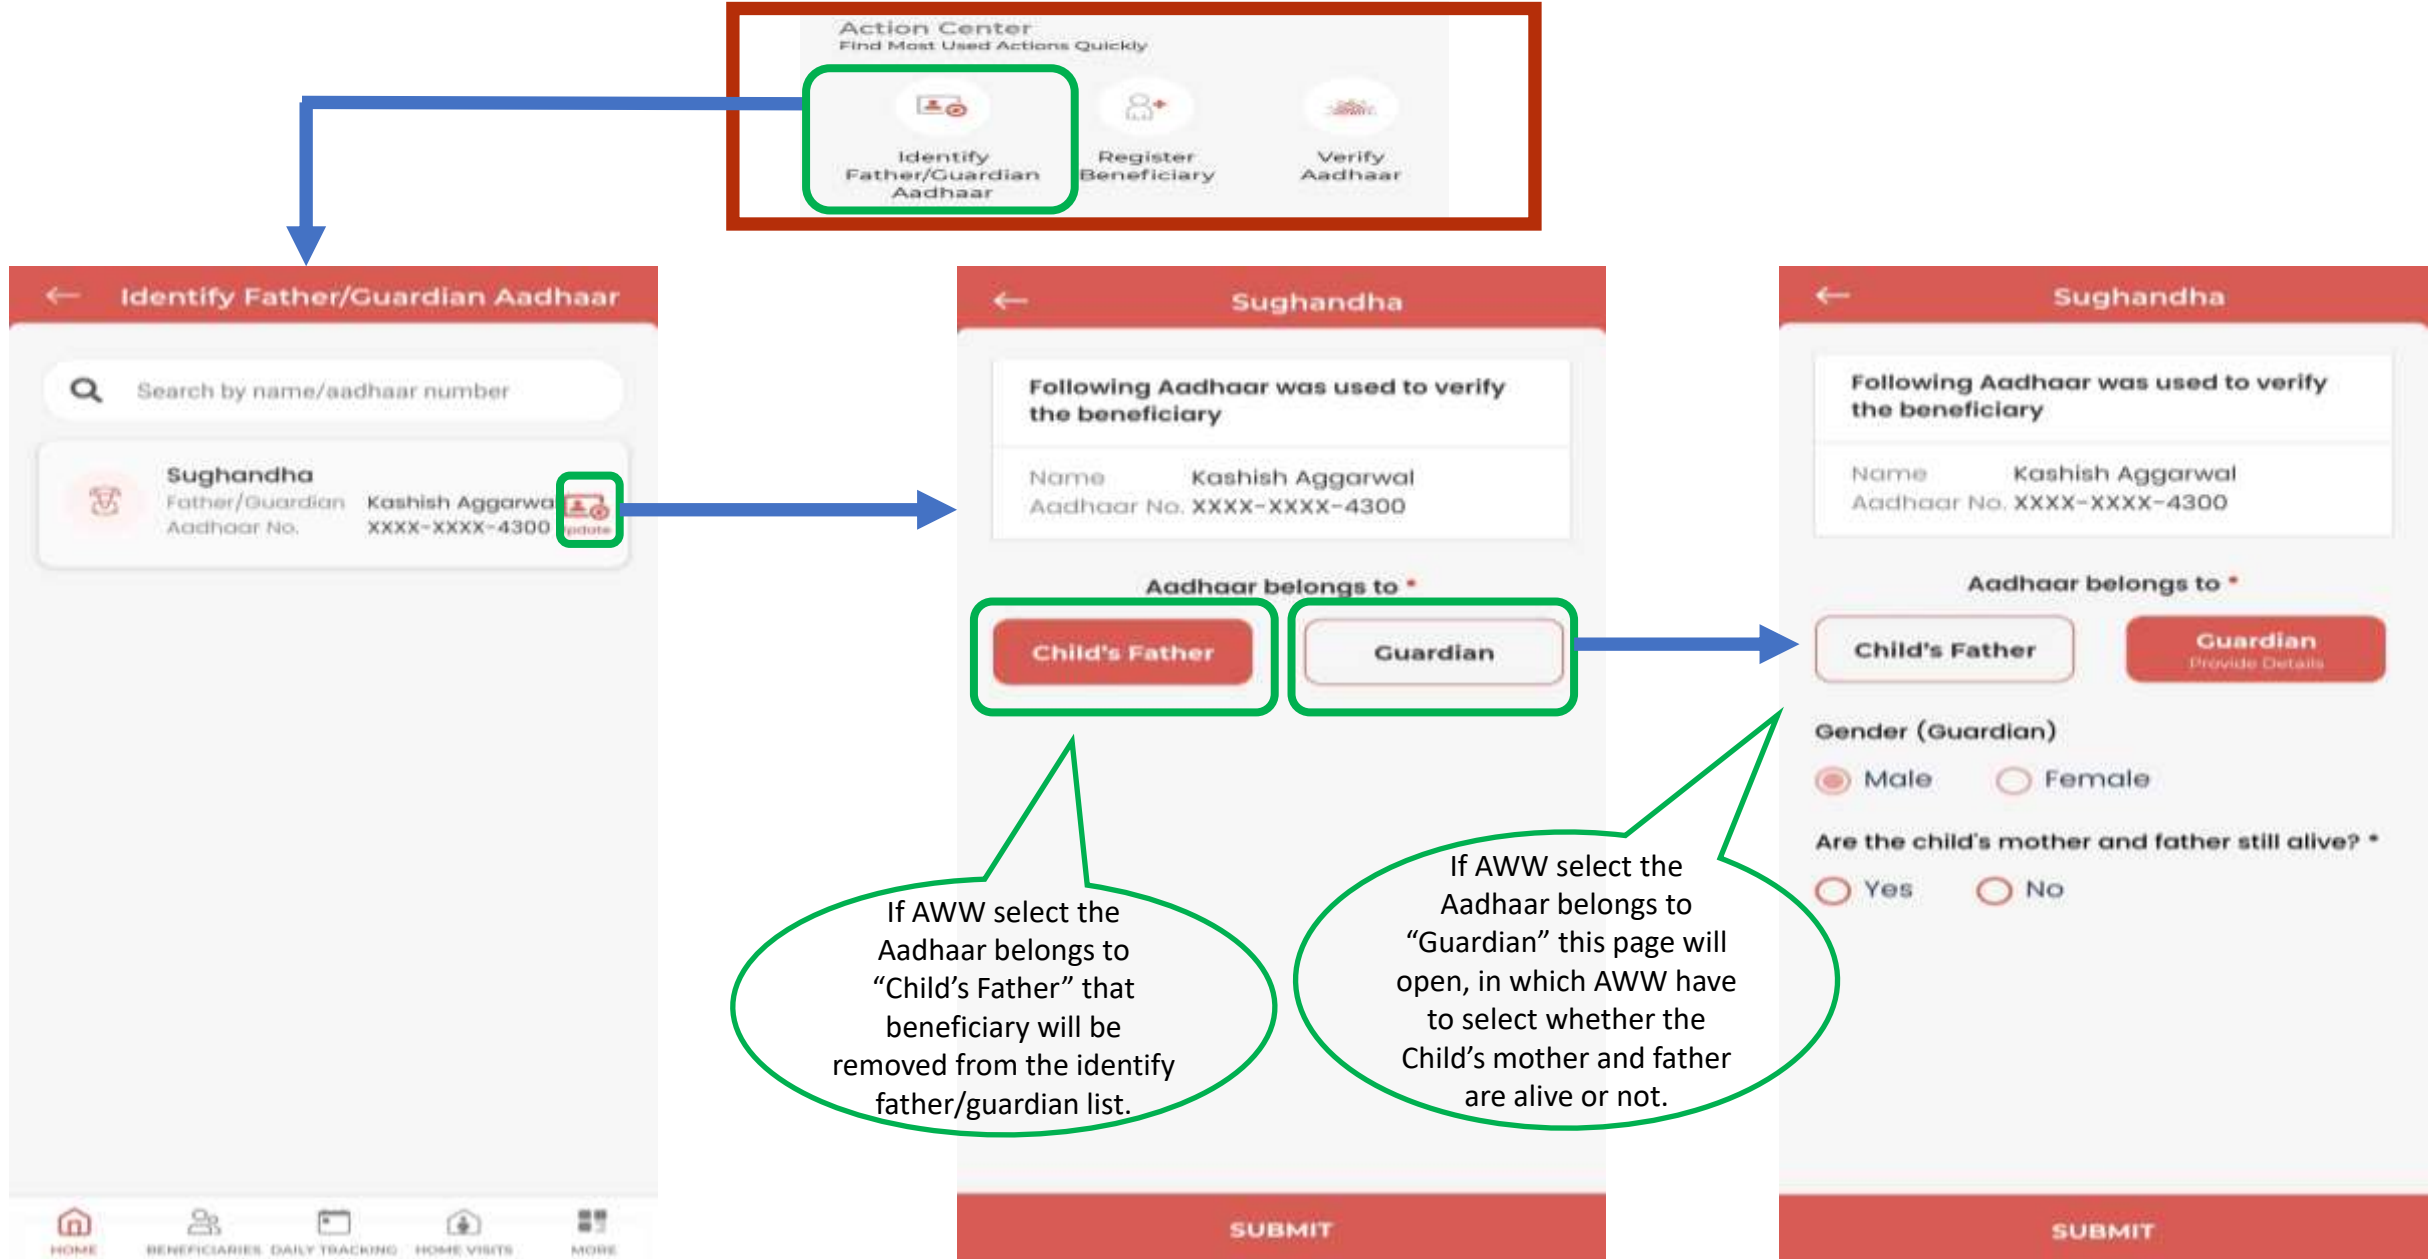 Action Center
Find Most Used Actions Quickly
Identify
Father/Guardian
Aadhaar
Register
Beneficiary
Verify
Aadhaar
Identify Father/Guardian Aadhaar
Search by name/aadhaar number
Sughandha
Father/Guardian Kashish Aggarwal
Aadhaar No. XXXX-XXXX-4300
Update
HOME
BENEFICIARIES
DAILY TRACKING
HOME VISITS
MORE
Sughandha
Following Aadhaar was used to verify
the beneficiary
Name Kashish Aggarwal
Aadhaar No. XXXX-XXXX-4300
Aadhaar belongs to *
Child's Father
Guardian
If AWW select the
Aadhaar belongs to
“Child’s Father” that
beneficiary will be
removed from the identify
father/guardian list.
SUBMIT
Sughandha
Following Aadhaar was used to verify
the beneficiary
Name Kashish Aggarwal
Aadhaar No. XXXX-XXXX-4300
Aadhaar belongs to *
Child's Father
Guardian
Provide Details
Gender (Guardian)
Male Female
Are the child's mother and father still alive? *
Yes No
If AWW select the
Aadhaar belongs to
“Guardian” this page will
open, in which AWW have
to select whether the
Child’s mother and father
are alive or not.
SUBMIT